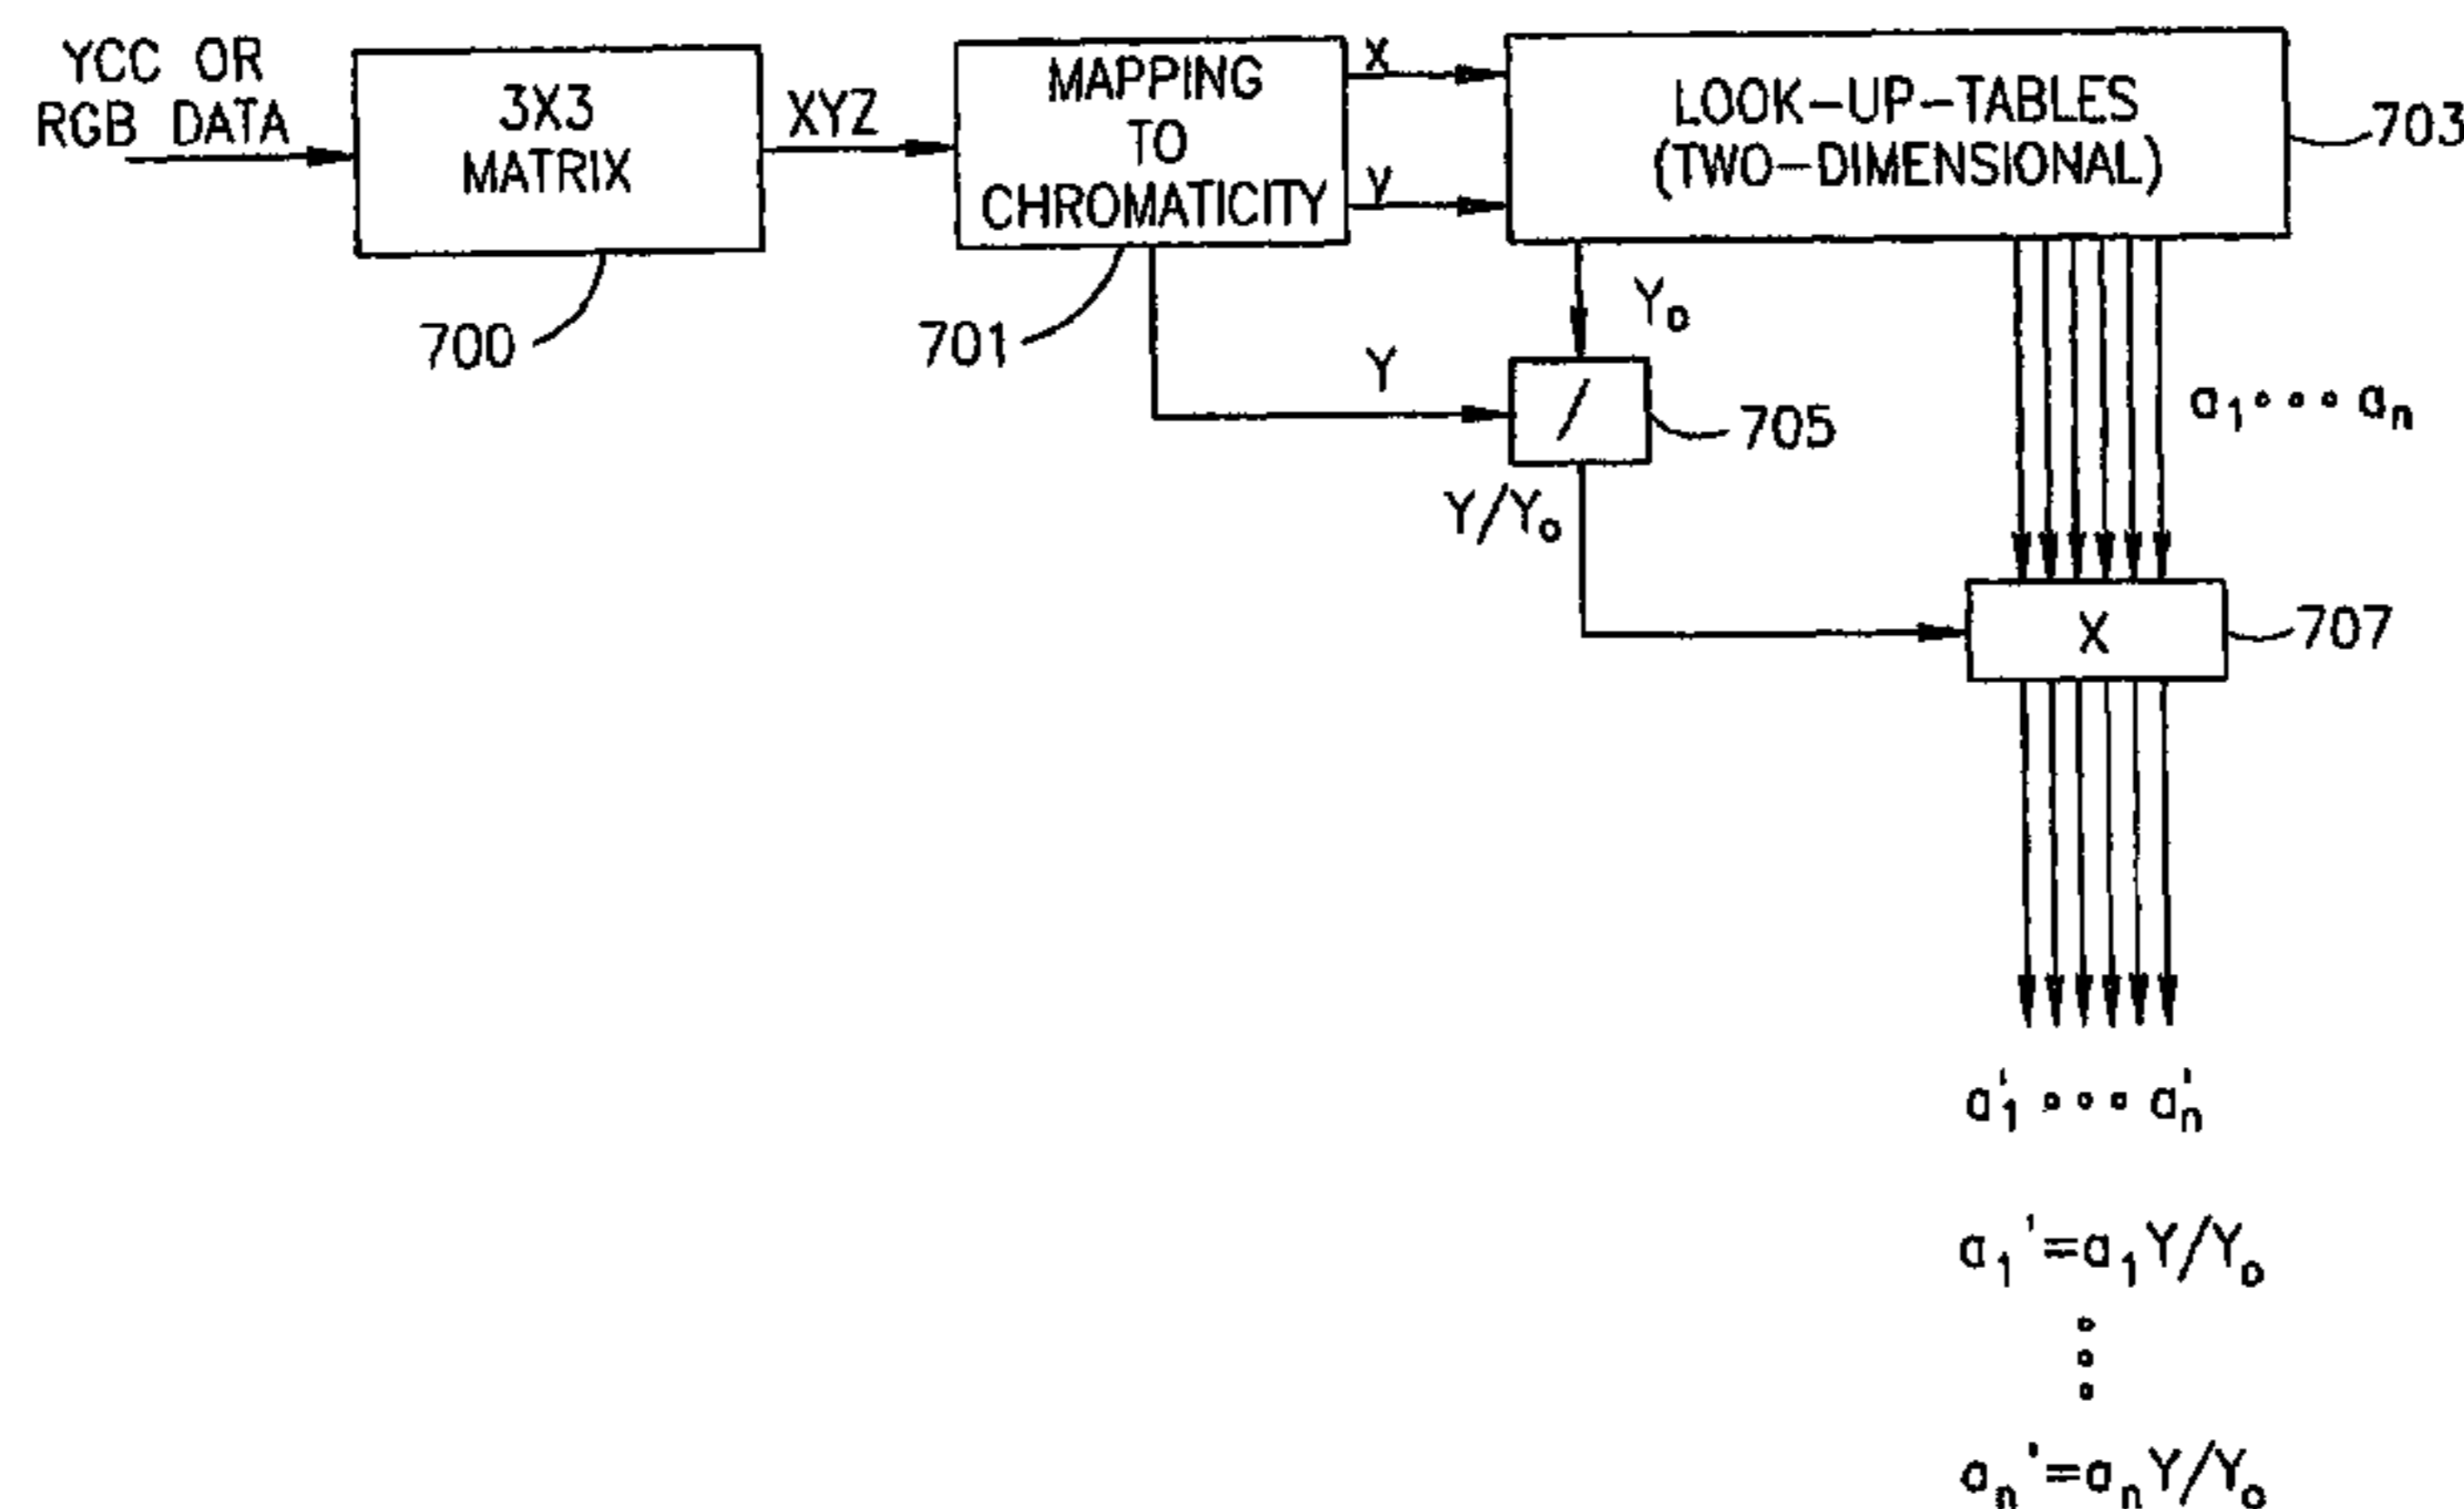 YCC OR
RGB DATA
3X3
MATRIX
700
XYZ
MAPPING
TO
CHROMATICITY
701
x
y
LOOK-UP-TABLES
(TWO-DIMENSIONAL)
703
Y₀
Y
/
705
Y/Y₀
a₁∘∘∘aₙ
X
707
a'₁∘∘∘a'ₙ
a₁'=a₁Y/Y₀
∘
∘
∘
aₙ'=aₙY/Y₀